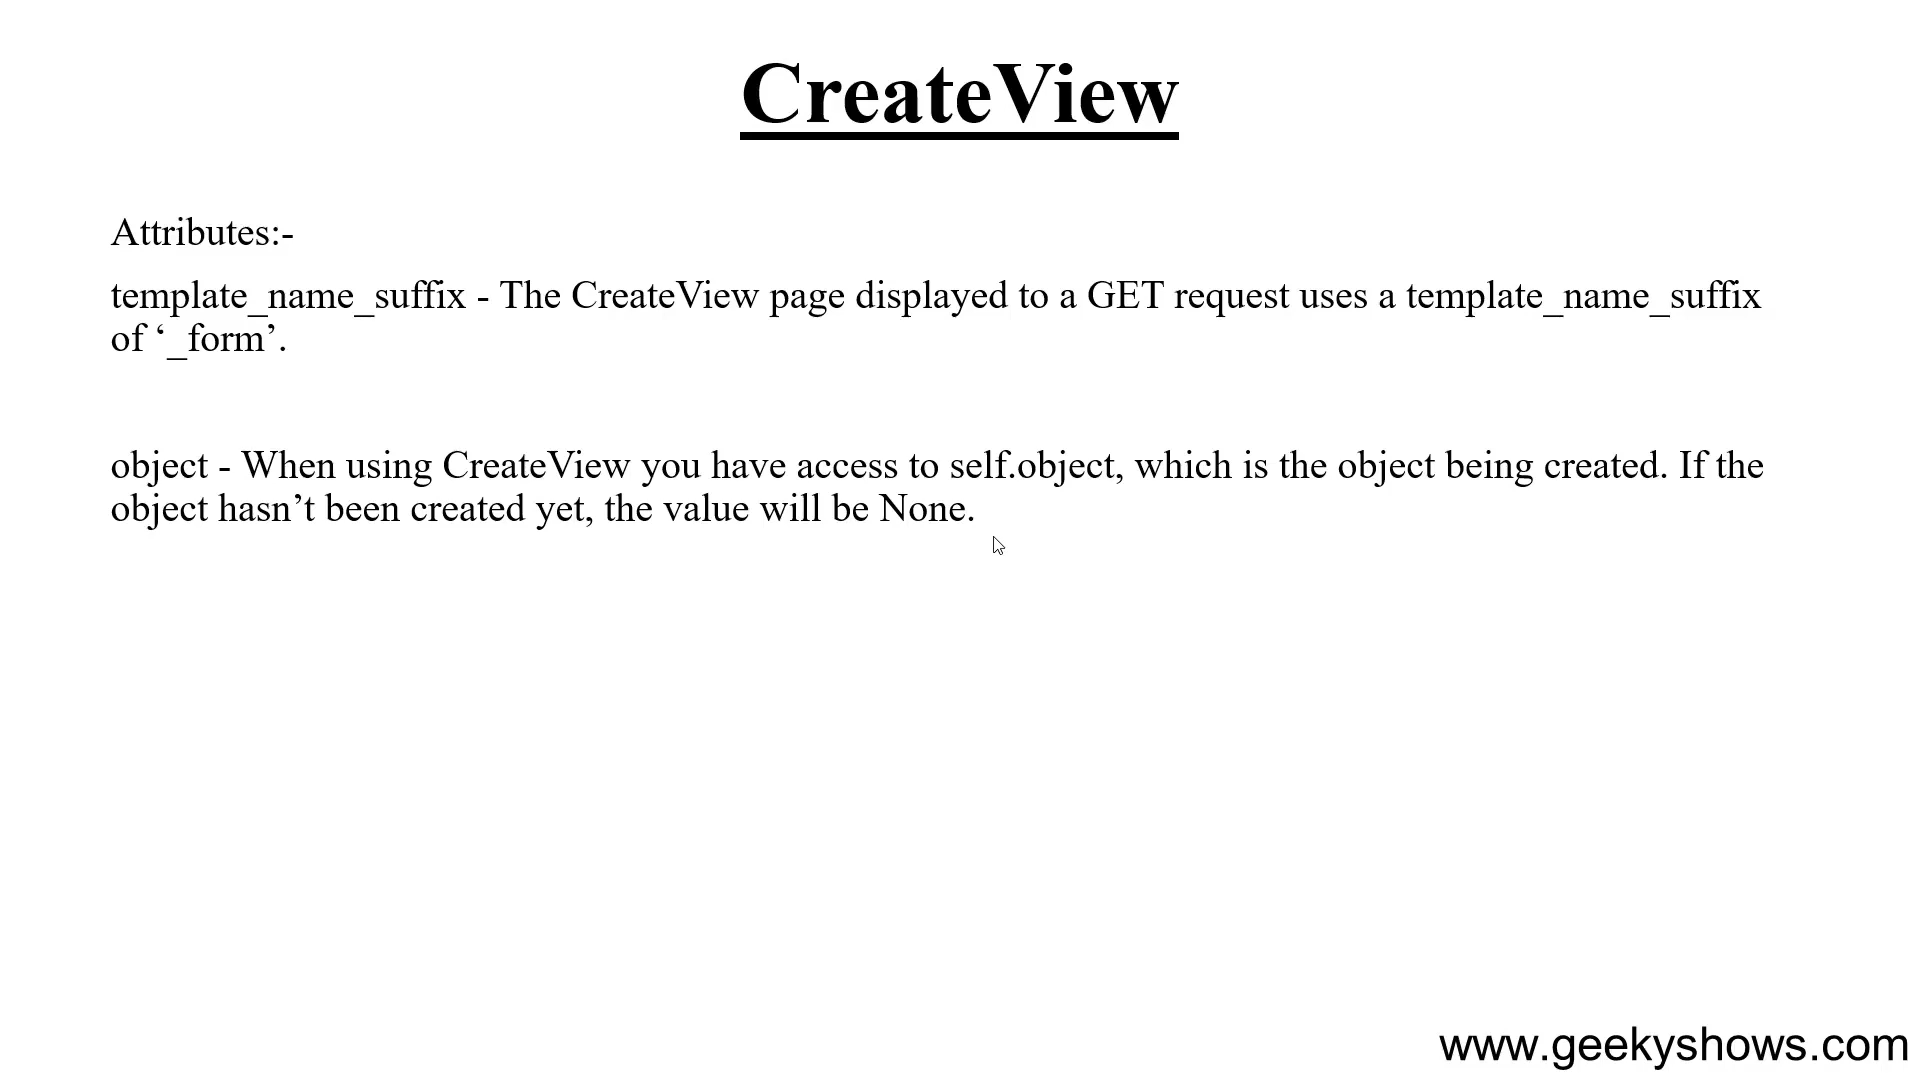 CreateView
Attributes:-
template_name_suffix - The CreateView page displayed to a GET request uses a template_name_suffix
of ‘_form’.
object - When using CreateView you have access to self.object, which is the object being created. If the
object hasn’t been created yet, the value will be None.
www.geekyshows.com